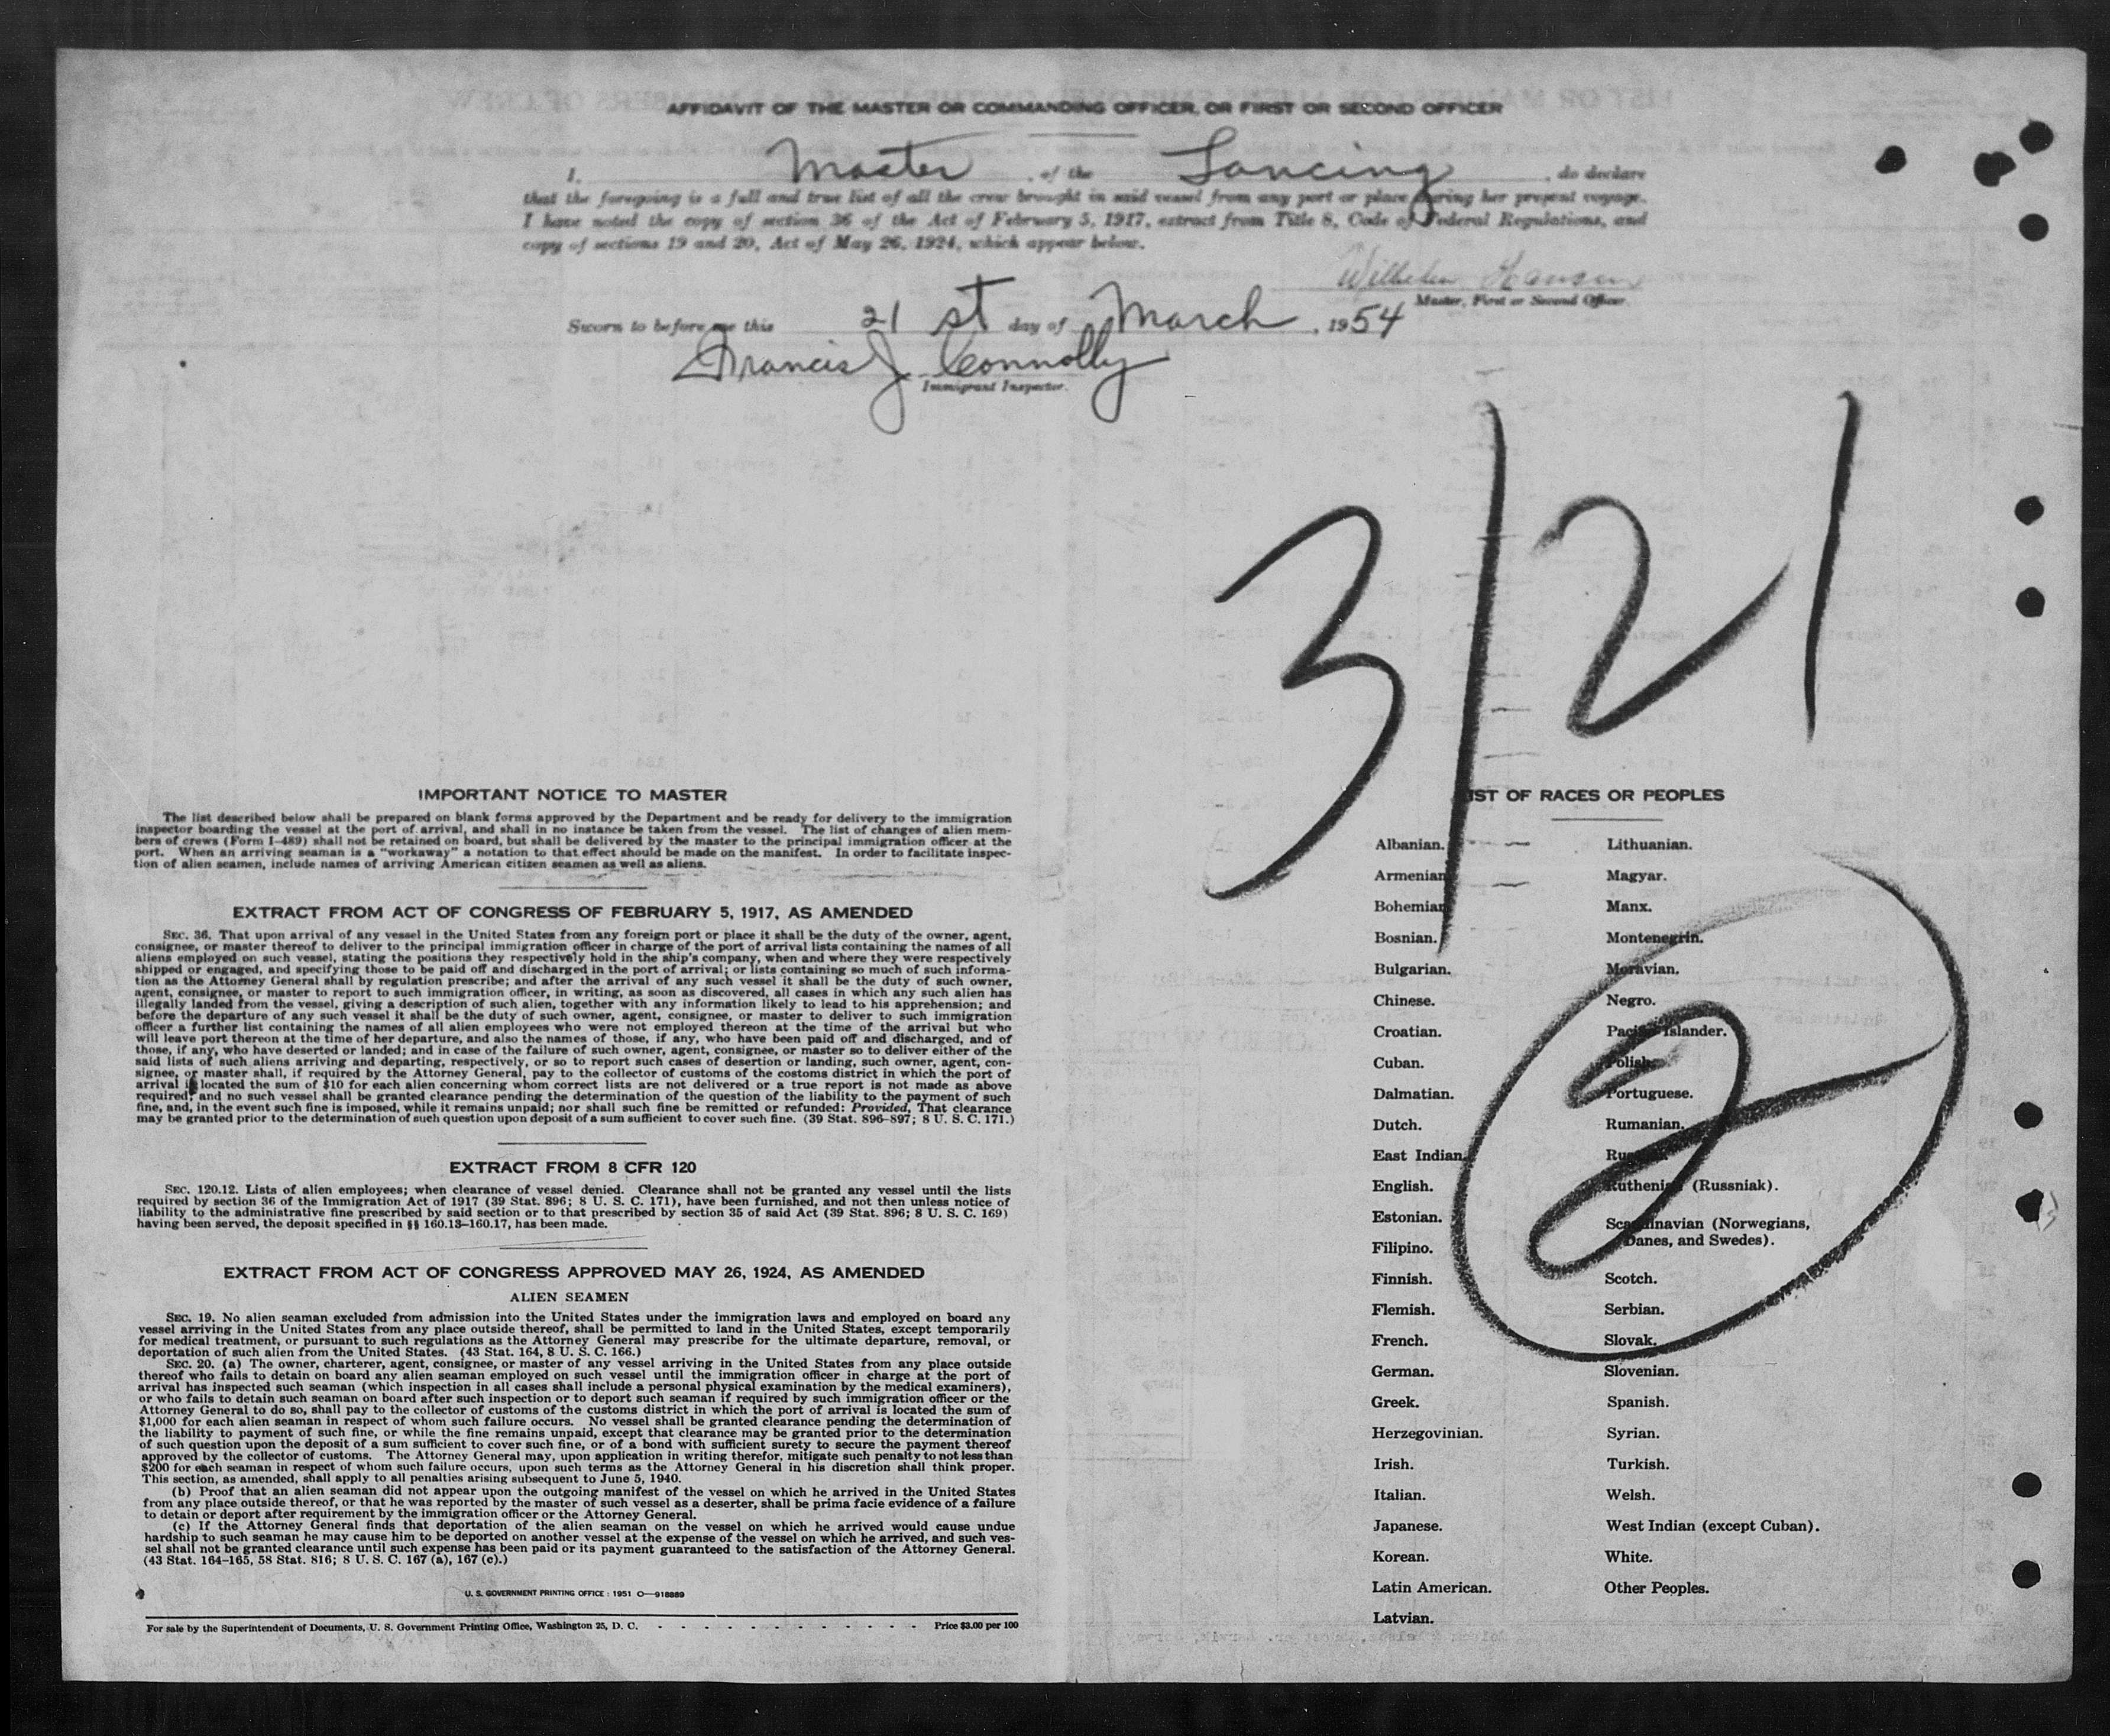 AFFIDAVIT OF THE MASTER OR COMMANDING OFFICER, OR FIRST OR SECOND OFFICER
I, Master, of the Lancing, do declare
that the foregoing is a full and true list of all the crew brought in said vessel from any port or place during her present voyage.
I have noted the copy of section 36 of the Act of February 5, 1917, extract from Title 8, Code of Federal Regulations, and
copy of sections 19 and 20, Act of May 26, 1924, which appear below.
Wilhelm Hansen
Master, First or Second Officer.
Sworn to before me this 21 st day of March, 1954
Francis J. Connolly
Immigrant Inspector.
3/21
IMPORTANT NOTICE TO MASTER
The list described below shall be prepared on blank forms approved by the Department and be ready for delivery to the immigration
inspector boarding the vessel at the port of arrival, and shall in no instance be taken from the vessel. The list of changes of alien mem-
bers of crews (Form I-489) shall not be retained on board, but shall be delivered by the master to the principal immigration officer at the
port. When an arriving seaman is a "workaway" a notation to that effect should be made on the manifest. In order to facilitate inspec-
tion of alien seamen, include names of arriving American citizen seamen as well as aliens.
EXTRACT FROM ACT OF CONGRESS OF FEBRUARY 5, 1917, AS AMENDED
SEC. 36. That upon arrival of any vessel in the United States from any foreign port or place it shall be the duty of the owner, agent,
consignee, or master thereof to deliver to the principal immigration officer in charge of the port of arrival lists containing the names of all
aliens employed on such vessel, stating the positions they respectively hold in the ship's company, when and where they were respectively
shipped or engaged, and specifying those to be paid off and discharged in the port of arrival; or lists containing so much of such informa-
tion as the Attorney General shall by regulation prescribe; and after the arrival of any such vessel it shall be the duty of such owner,
agent, consignee, or master to report to such immigration officer, in writing, as soon as discovered, all cases in which any such alien has
illegally landed from the vessel, giving a description of such alien, together with any information likely to lead to his apprehension; and
before the departure of any such vessel it shall be the duty of such owner, agent, consignee, or master to deliver to such immigration
officer a further list containing the names of all alien employees who were not employed thereon at the time of the arrival but who
will leave port thereon at the time of her departure, and also the names of those, if any, who have been paid off and discharged, and of
those, if any, who have deserted or landed; and in case of the failure of such owner, agent, consignee, or master so to deliver either of the
said lists of such aliens arriving and departing, respectively, or so to report such cases of desertion or landing, such owner, agent, con-
signee, or master shall, if required by the Attorney General, pay to the collector of customs of the customs district in which the port of
arrival is located the sum of $10 for each alien concerning whom correct lists are not delivered or a true report is not made as above
required; and no such vessel shall be granted clearance pending the determination of the question of the liability to the payment of such
fine, and, in the event such fine is imposed, while it remains unpaid; nor shall such fine be remitted or refunded: Provided, That clearance
may be granted prior to the determination of such question upon deposit of a sum sufficient to cover such fine. (39 Stat. 896-897; 8 U. S. C. 171.)
EXTRACT FROM 8 CFR 120
SEC. 120.12. Lists of alien employees; when clearance of vessel denied. Clearance shall not be granted any vessel until the lists
required by section 36 of the Immigration Act of 1917 (39 Stat. 896; 8 U. S. C. 171), have been furnished, and not then unless notice of
liability to the administrative fine prescribed by said section or to that prescribed by section 35 of said Act (39 Stat. 896; 8 U. S. C. 169)
having been served, the deposit specified in §§ 160.13-160.17, has been made.
EXTRACT FROM ACT OF CONGRESS APPROVED MAY 26, 1924, AS AMENDED
ALIEN SEAMEN
SEC. 19. No alien seaman excluded from admission into the United States under the immigration laws and employed on board any
vessel arriving in the United States from any place outside thereof, shall be permitted to land in the United States, except temporarily
for medical treatment, or pursuant to such regulations as the Attorney General may prescribe for the ultimate departure, removal, or
deportation of such alien from the United States. (43 Stat. 164, 8 U. S. C. 166.)
SEC. 20. (a) The owner, charterer, agent, consignee, or master of any vessel arriving in the United States from any place outside
thereof who fails to detain on board any alien seaman employed on such vessel until the immigration officer in charge at the port of
arrival has inspected such seaman (which inspection in all cases shall include a personal physical examination by the medical examiners),
or who fails to detain such seaman on board after such inspection or to deport such seaman if required by such immigration officer or the
Attorney General to do so, shall pay to the collector of customs of the customs district in which the port of arrival is located the sum of
$1,000 for each alien seaman in respect of whom such failure occurs. No vessel shall be granted clearance pending the determination of
the liability to payment of such fine, or while the fine remains unpaid, except that clearance may be granted prior to the determination
of such question upon the deposit of a sum sufficient to cover such fine, or of a bond with sufficient surety to secure the payment thereof
approved by the collector of customs. The Attorney General may, upon application in writing therefor, mitigate such penalty to not less than
$200 for each seaman in respect of whom such failure occurs, upon such terms as the Attorney General in his discretion shall think proper.
This section, as amended, shall apply to all penalties arising subsequent to June 5, 1940.
(b) Proof that an alien seaman did not appear upon the outgoing manifest of the vessel on which he arrived in the United States
from any place outside thereof, or that he was reported by the master of such vessel as a deserter, shall be prima facie evidence of a failure
to detain or deport after requirement by the immigration officer or the Attorney General.
(c) If the Attorney General finds that deportation of the alien seaman on the vessel on which he arrived would cause undue
hardship to such seaman he may cause him to be deported on another vessel at the expense of the vessel on which he arrived, and such ves-
sel shall not be granted clearance until such expense has been paid or its payment guaranteed to the satisfaction of the Attorney General.
(43 Stat. 164-165, 58 Stat. 816; 8 U. S. C. 167 (a), 167 (c).)
U. S. GOVERNMENT PRINTING OFFICE : 1951 O—918889
For sale by the Superintendent of Documents, U. S. Government Printing Office, Washington 25, D. C. - - - - - - - - - - - - Price $3.00 per 100
LIST OF RACES OR PEOPLES
Albanian.
Armenian.
Bohemian.
Bosnian.
Bulgarian.
Chinese.
Croatian.
Cuban.
Dalmatian.
Dutch.
East Indian.
English.
Estonian.
Filipino.
Finnish.
Flemish.
French.
German.
Greek.
Herzegovinian.
Irish.
Italian.
Japanese.
Korean.
Latin American.
Latvian.
Lithuanian.
Magyar.
Manx.
Montenegrin.
Moravian.
Negro.
Pacific Islander.
Polish.
Portuguese.
Rumanian.
Russian.
Ruthenian (Russniak).
Scandinavian (Norwegians,
Danes, and Swedes).
Scotch.
Serbian.
Slovak.
Slovenian.
Spanish.
Syrian.
Turkish.
Welsh.
West Indian (except Cuban).
White.
Other Peoples.
2